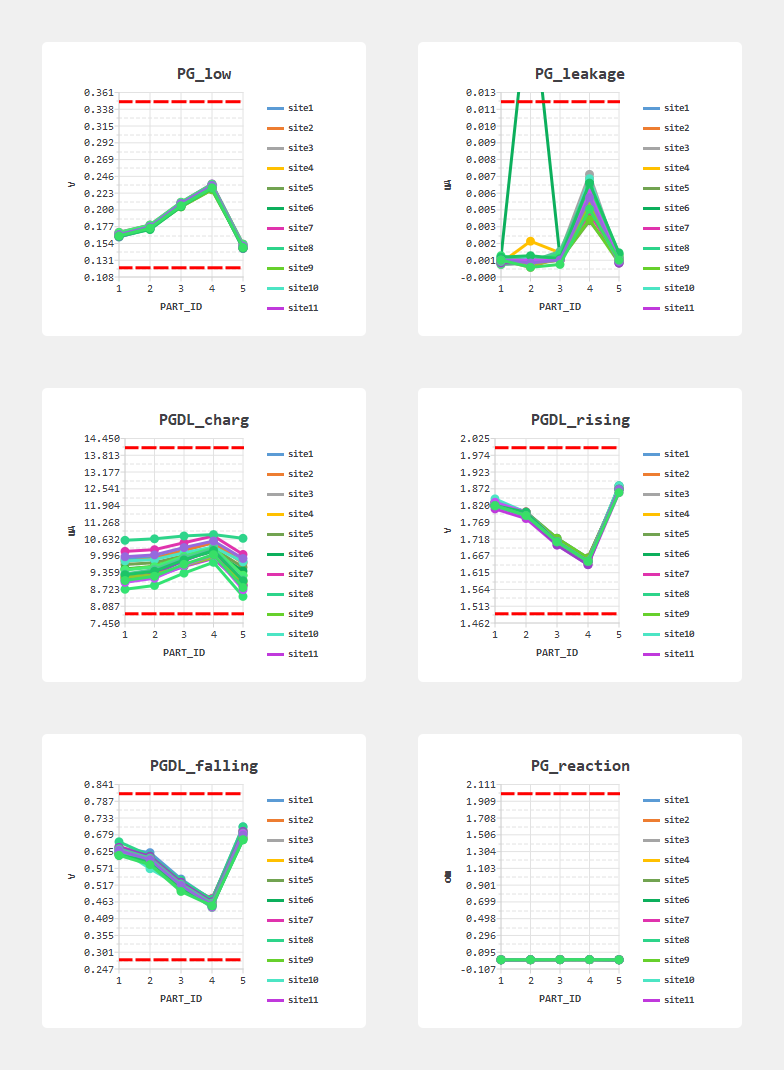 PG_low
0.361
0.338
0.315
0.292
0.269
0.246
0.223
0.200
0.177
0.154
0.131
0.108
V
1 2 3 4 5
PART_ID
site1
site2
site3
site4
site5
site6
site7
site8
site9
site10
site11
PG_leakage
0.013
0.011
0.010
0.009
0.008
0.007
0.006
0.005
0.003
0.002
0.001
-0.000
1 2 3 4 5
PART_ID
site1
site2
site3
site4
site5
site6
site7
site8
site9
site10
site11
PGDL_charg
14.450
13.813
13.177
12.541
11.904
11.268
10.632
9.996
9.359
8.723
8.087
7.450
1 2 3 4 5
PART_ID
site1
site2
site3
site4
site5
site6
site7
site8
site9
site10
site11
PGDL_rising
2.025
1.974
1.923
1.872
1.820
1.769
1.718
1.667
1.615
1.564
1.513
1.462
V
1 2 3 4 5
PART_ID
site1
site2
site3
site4
site5
site6
site7
site8
site9
site10
site11
PGDL_falling
0.841
0.787
0.733
0.679
0.625
0.571
0.517
0.463
0.409
0.355
0.301
0.247
V
1 2 3 4 5
PART_ID
site1
site2
site3
site4
site5
site6
site7
site8
site9
site10
site11
PG_reaction
2.111
1.909
1.708
1.506
1.304
1.103
0.901
0.699
0.498
0.296
0.095
-0.107
1 2 3 4 5
PART_ID
site1
site2
site3
site4
site5
site6
site7
site8
site9
site10
site11